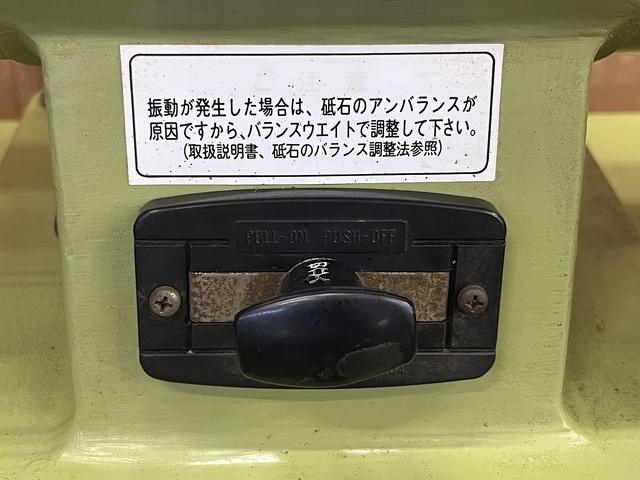 ご注意
振動が発生した場合は、砥石のアンバランスが
原因ですから、バランスウエイトで調整して下さい。
(取扱説明書、砥石のバランス調整法参照)
PULL-ON PUSH-OFF